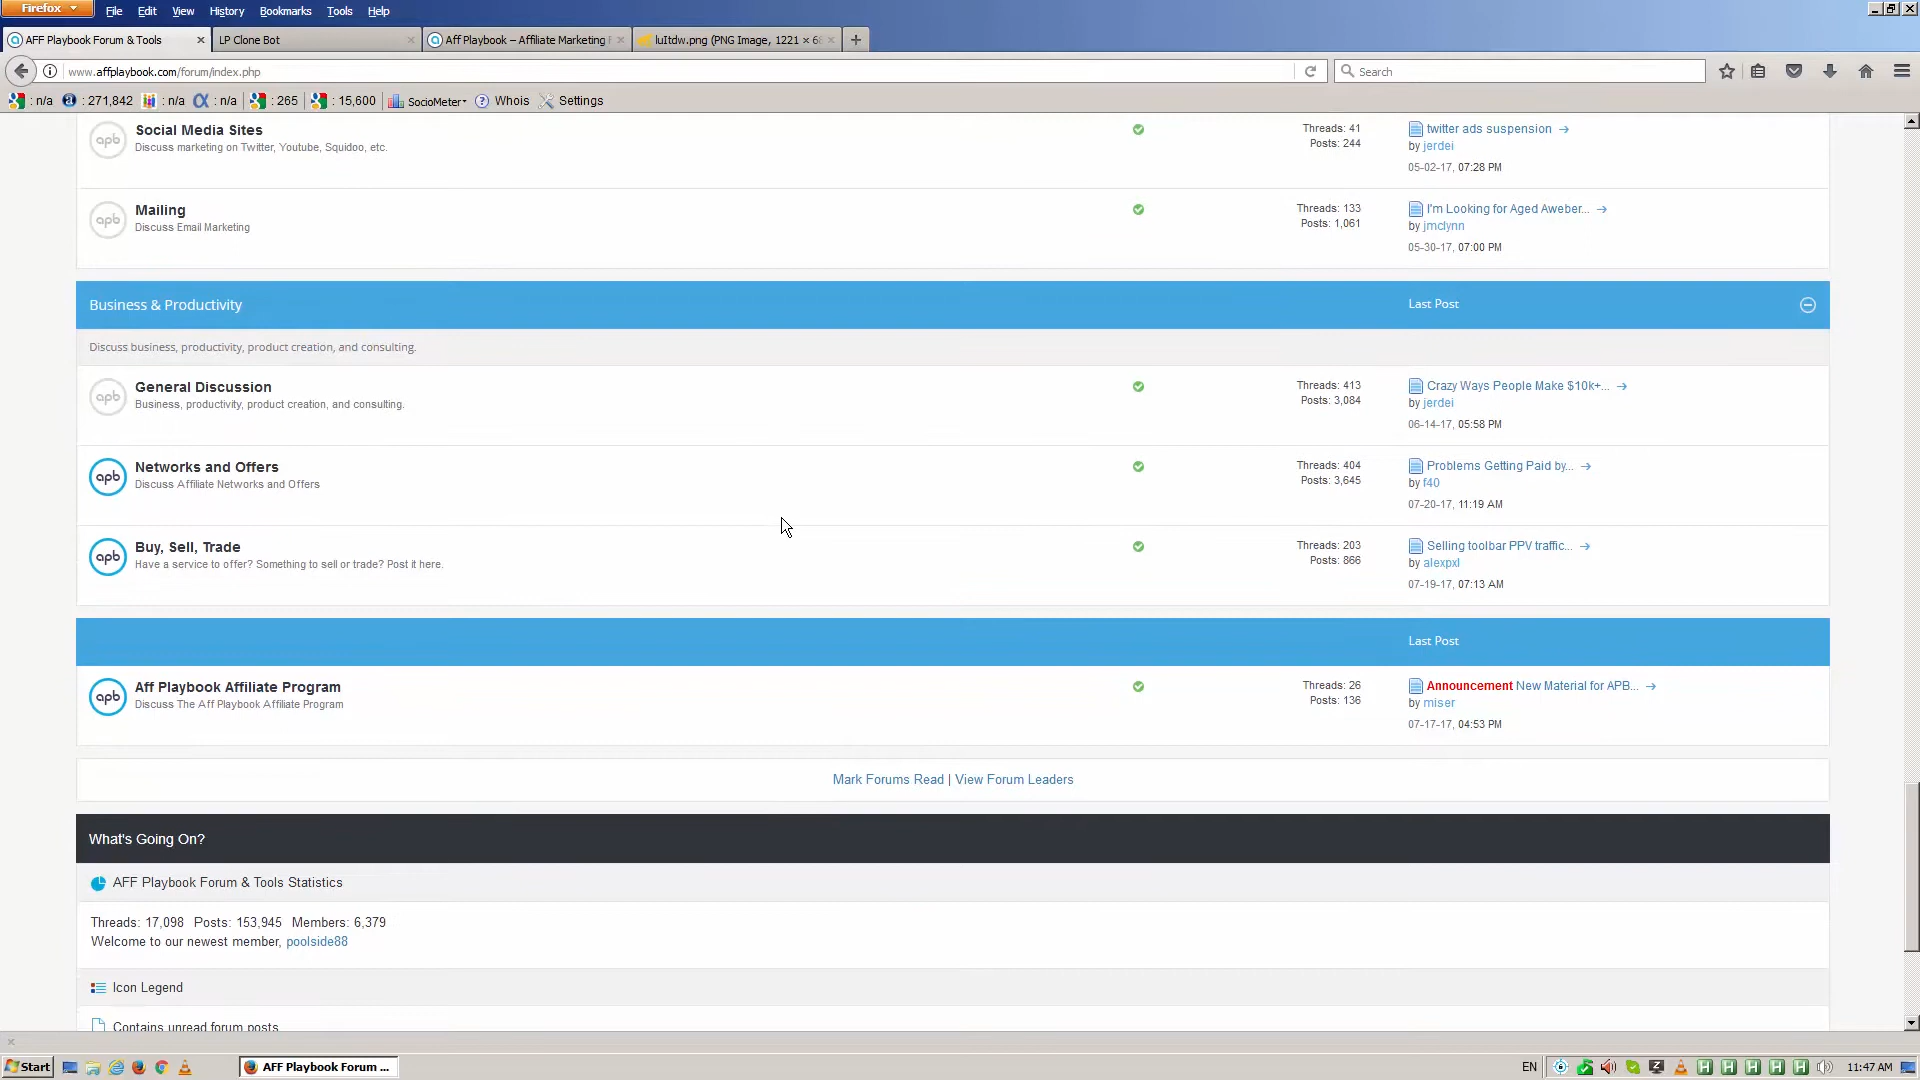 Firefox
File Edit View History Bookmarks Tools Help
AFF Playbook Forum & Tools
LP Clone Bot
Aff Playbook – Affiliate Marketing
luItdw.png (PNG Image, 1221 × 6
www.affplaybook.com/forum/index.php
Search
: n/a : 271,842 : n/a : n/a : 265 : 15,600 SocioMeter Whois Settings
apb
Social Media Sites
Discuss marketing on Twitter, Youtube, Squidoo, etc.
Threads: 41
Posts: 244
twitter ads suspension
by jerdei
05-02-17, 07:28 PM
apb
Mailing
Discuss Email Marketing
Threads: 133
Posts: 1,061
I'm Looking for Aged Aweber...
by jmclynn
05-30-17, 07:00 PM
Business & Productivity
Last Post
Discuss business, productivity, product creation, and consulting.
apb
General Discussion
Business, productivity, product creation, and consulting.
Threads: 413
Posts: 3,084
Crazy Ways People Make $10k+...
by jerdei
06-14-17, 05:58 PM
apb
Networks and Offers
Discuss Affiliate Networks and Offers
Threads: 404
Posts: 3,645
Problems Getting Paid by...
by f40
07-20-17, 11:19 AM
apb
Buy, Sell, Trade
Have a service to offer? Something to sell or trade? Post it here.
Threads: 203
Posts: 866
Selling toolbar PPV traffic...
by alexpxl
07-19-17, 07:13 AM
Last Post
apb
Aff Playbook Affiliate Program
Discuss The Aff Playbook Affiliate Program
Threads: 26
Posts: 136
Announcement New Material for APB...
by miser
07-17-17, 04:53 PM
Mark Forums Read | View Forum Leaders
What's Going On?
AFF Playbook Forum & Tools Statistics
Threads: 17,098 Posts: 153,945 Members: 6,379
Welcome to our newest member, poolside88
Icon Legend
Contains unread forum posts
Start
AFF Playbook Forum ...
EN
11:47 AM